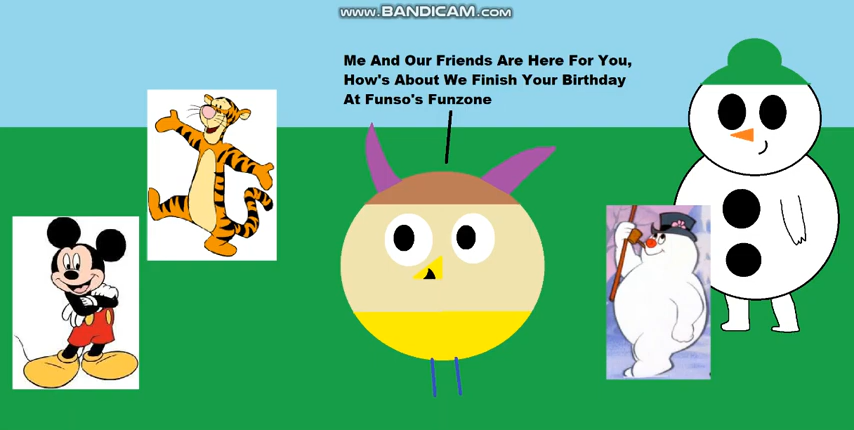 www.BANDICAM.com
Me And Our Friends Are Here For You,
How's About We Finish Your Birthday
At Funso's Funzone